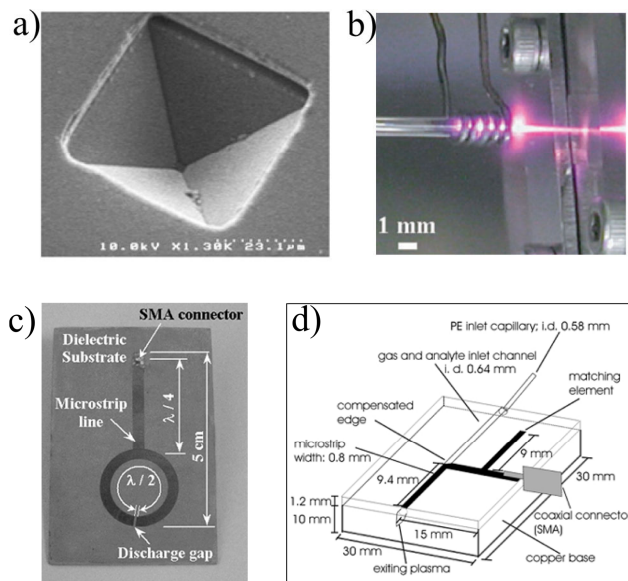 a)
10.0kV X1.30K 23.1µm
b)
1 mm
c)
SMA connector
Dielectric
Substrate
Microstrip
line
λ / 4
5 cm
λ / 2
Discharge gap
d)
PE inlet capillary; i.d. 0.58 mm
gas and analyte inlet channel
i. d. 0.64 mm
matching
element
compensated
edge
microstrip
width; 0.8 mm
9 mm
9.4 mm
30 mm
1.2 mm
10 mm
15 mm
coaxial connector
(SMA)
30 mm
copper base
exiting plasma